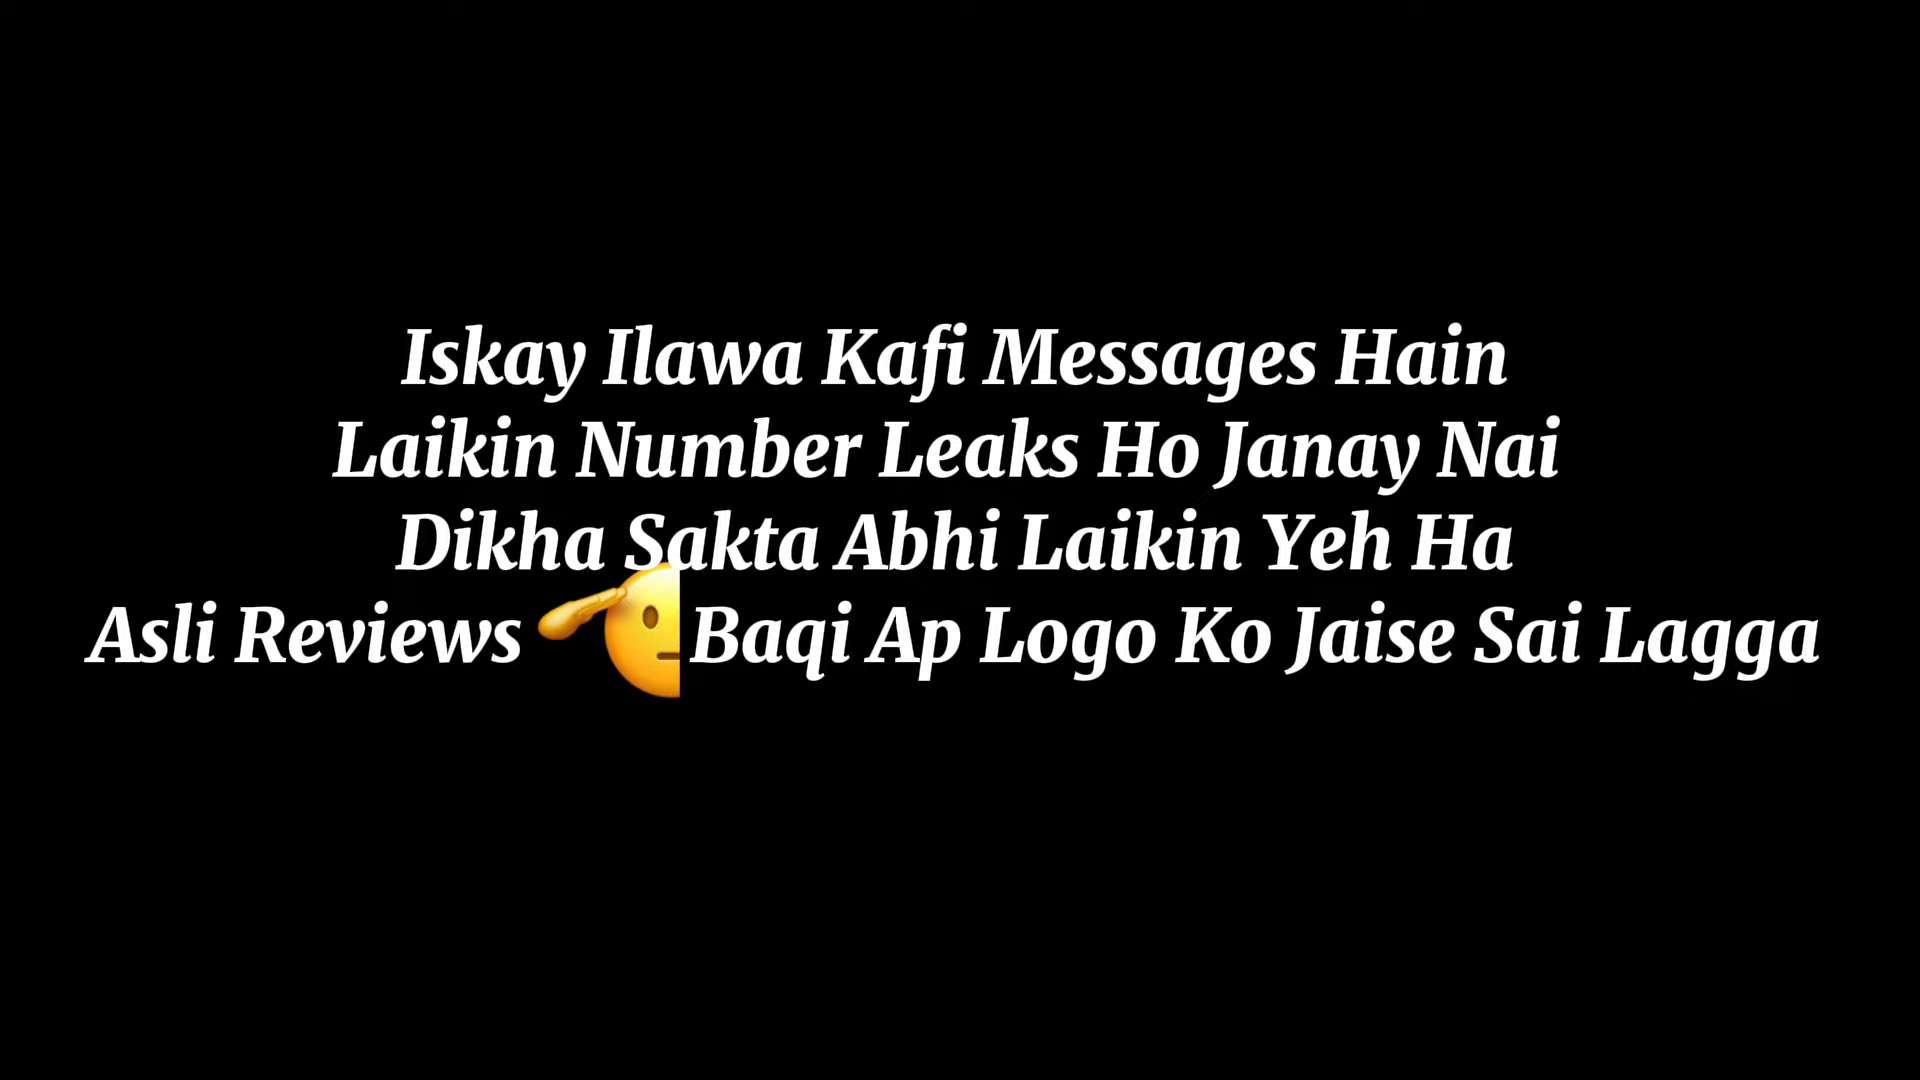 Iskay Ilawa Kafi Messages Hain
Laikin Number Leaks Ho Janay Nai
Dikha Sakta Abhi Laikin Yeh Ha
Asli Reviews 🫡 Baqi Ap Logo Ko Jaise Sai Lagga